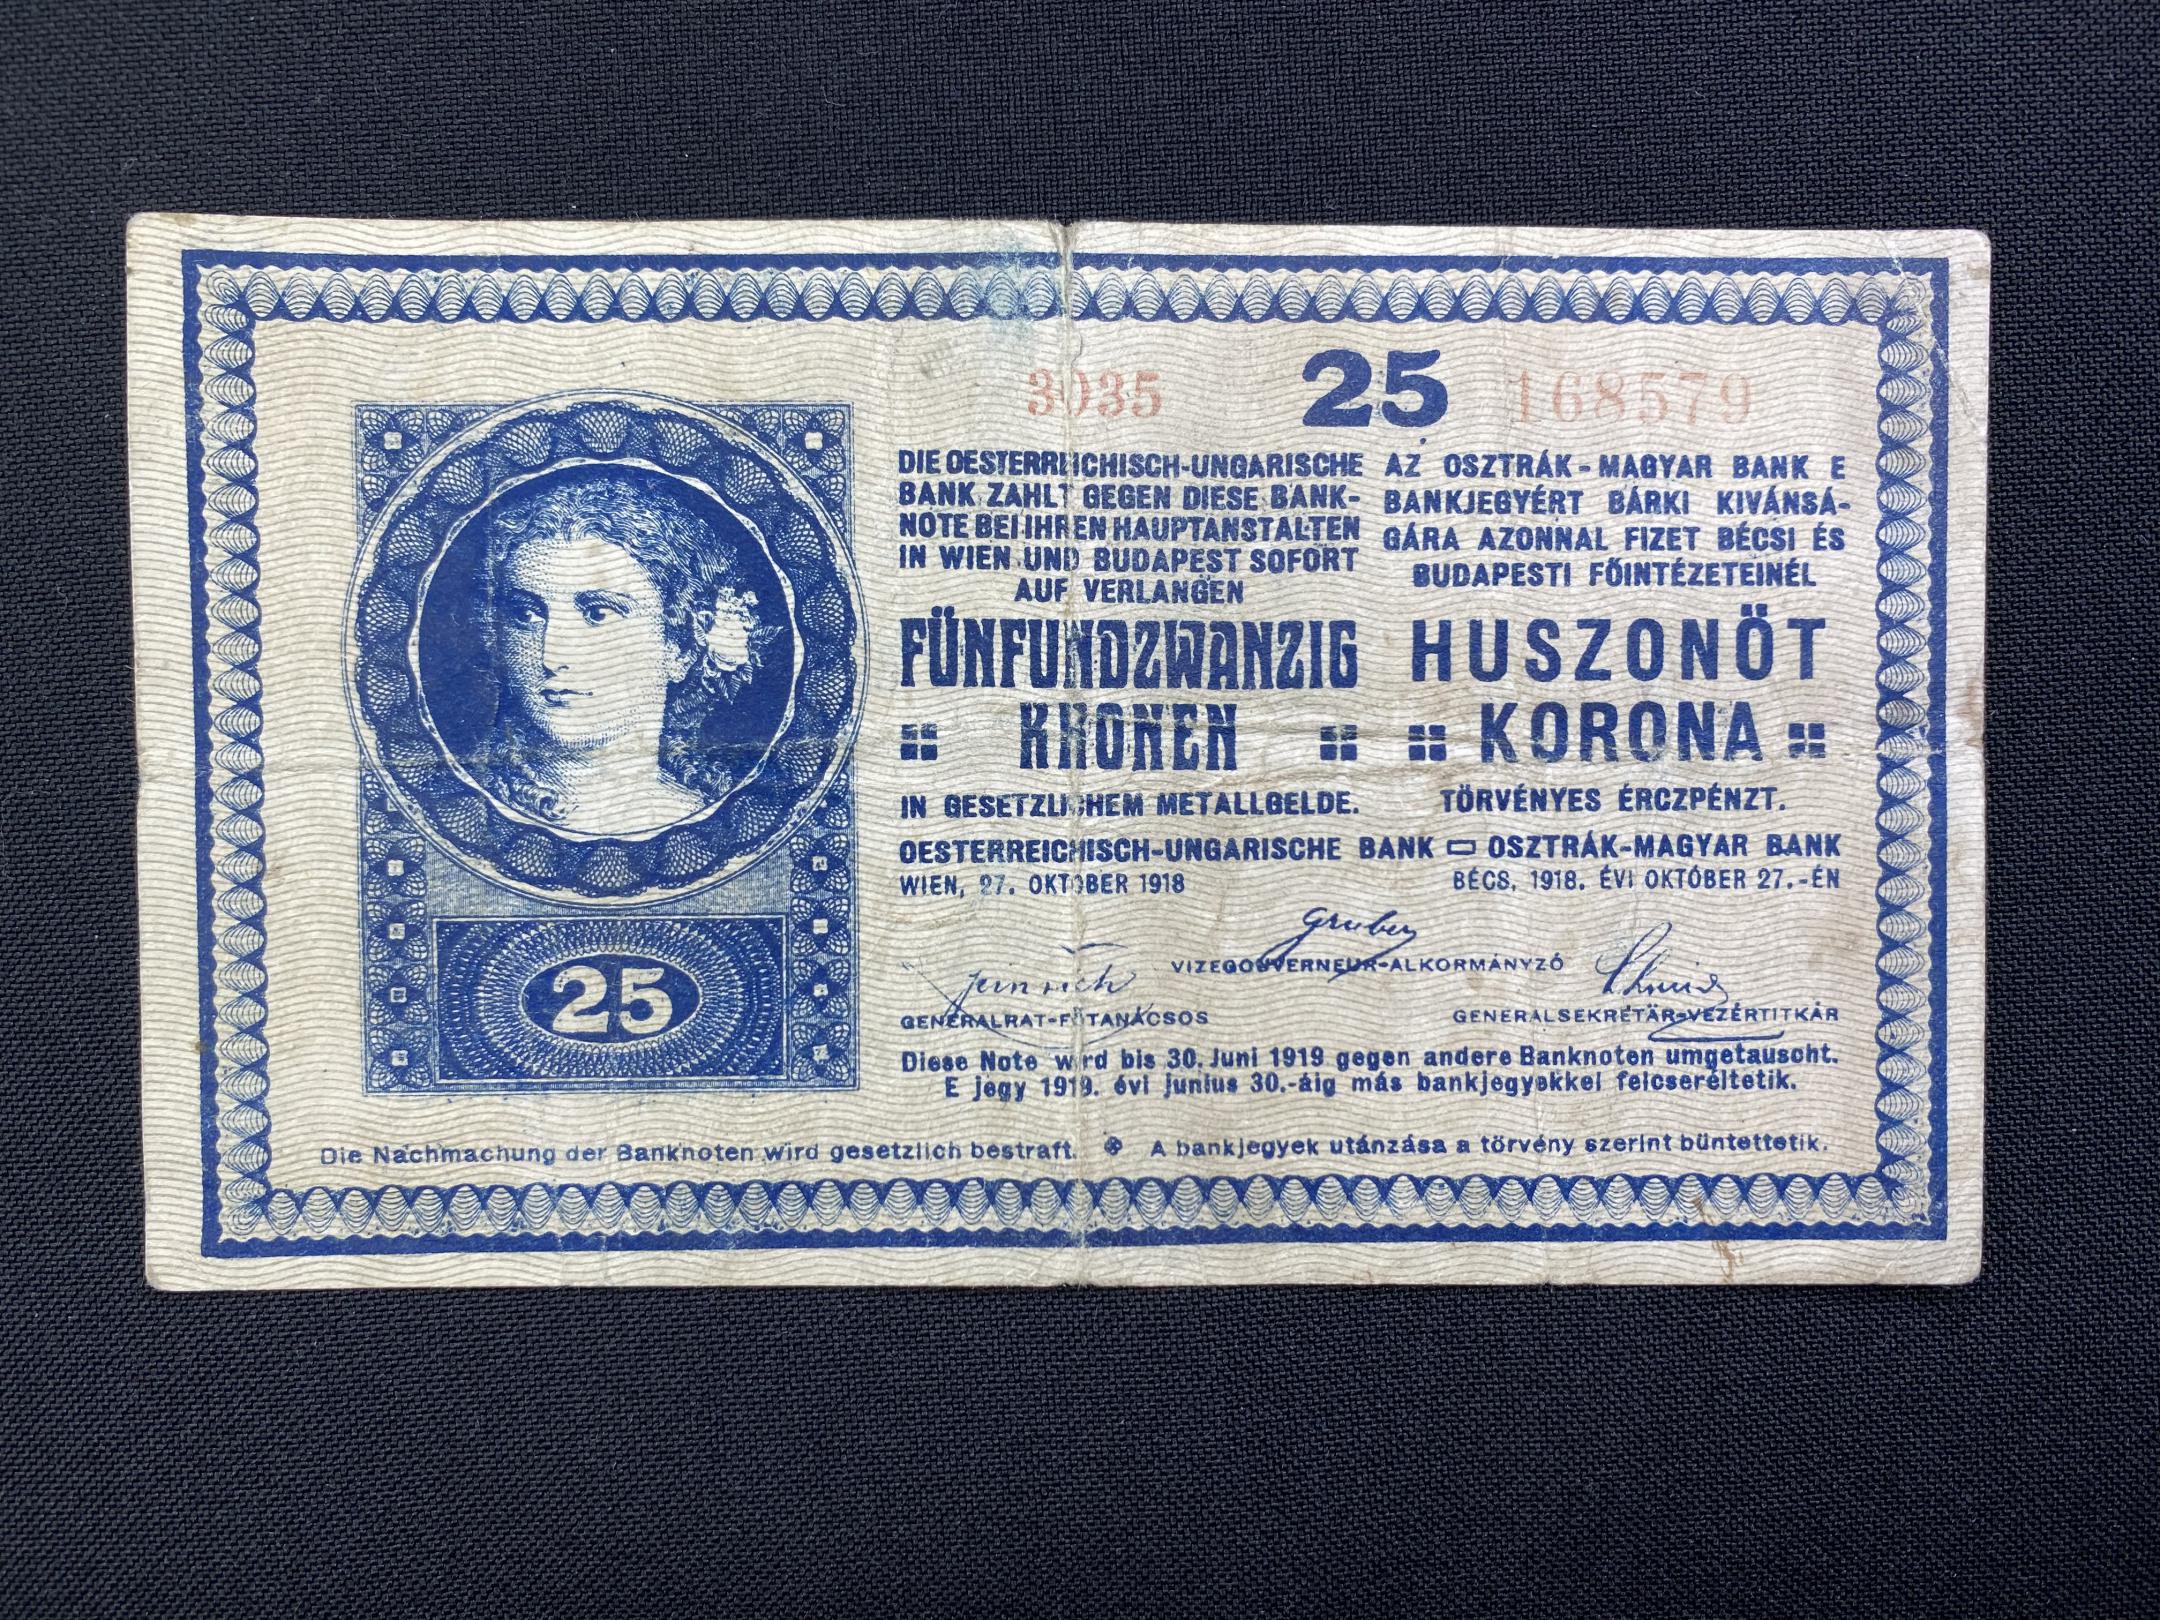 3035 25 168579
DIE OESTERREICHISCH-UNGARISCHE
BANK ZAHLT GEGEN DIESE BANK-
NOTE BEI IHREN HAUPTANSTALTEN
IN WIEN UND BUDAPEST SOFORT
AUF VERLANGEN
FÜNFUNDZWANZIG
KRONEN
IN GESETZLICHEM METALLGELDE.
AZ OSZTRÁK-MAGYAR BANK E
BANKJEGYÉRT BÁRKI KIVÁNSÁ-
GÁRA AZONNAL FIZET BÉCSI ÉS
BUDAPESTI FŐINTÉZETEINÉL
HUSZONÖT
KORONA
TÖRVÉNYES ÉRCZPÉNZT.
OESTERREICHISCH-UNGARISCHE BANK OSZTRÁK-MAGYAR BANK
WIEN, 27. OKTOBER 1918 BÉCS, 1918. ÉVI OKTÓBER 27.-ÉN
Gruber
VIZEGOUVERNEUR-ALKORMÁNYZÓ
Schmid
GENERALRAT-FŐTANÁCSOS GENERALSEKRETÄR-VEZÉRTITKÁR
Diese Note wird bis 30. Juni 1919 gegen andere Banknoten umgetauscht.
E jegy 1919. évi junius 30.-áig más bankjegyekkel felcseréltetik.
25
Die Nachmachung der Banknoten wird gesetzlich bestraft. A bankjegyek utánzása a törvény szerint büntettetik.